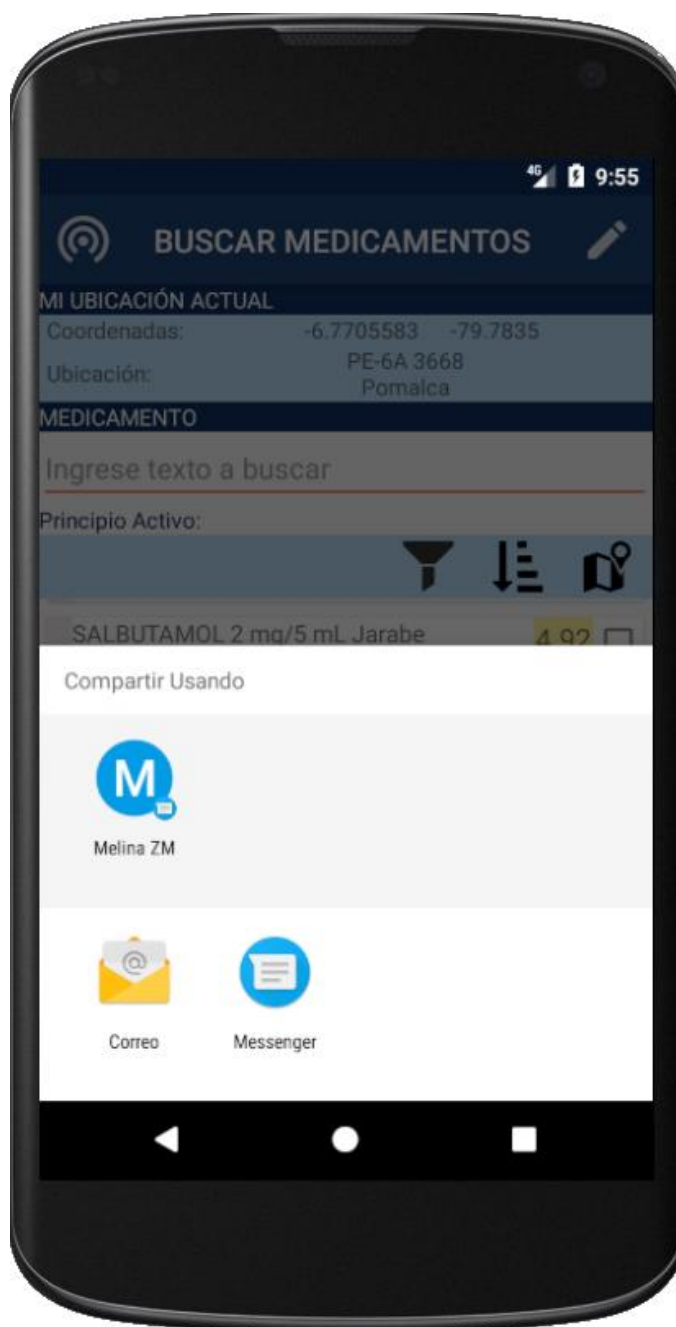 4G 9:55
BUSCAR MEDICAMENTOS
MI UBICACIÓN ACTUAL
Coordenadas: -6.7705583 -79.7835
Ubicación: PE-6A 3668
Pomalca
MEDICAMENTO
Ingrese texto a buscar
Principio Activo:
SALBUTAMOL 2 mg/5 mL Jarabe 4.92
Compartir Usando
M
Melina ZM
@
Correo Messenger